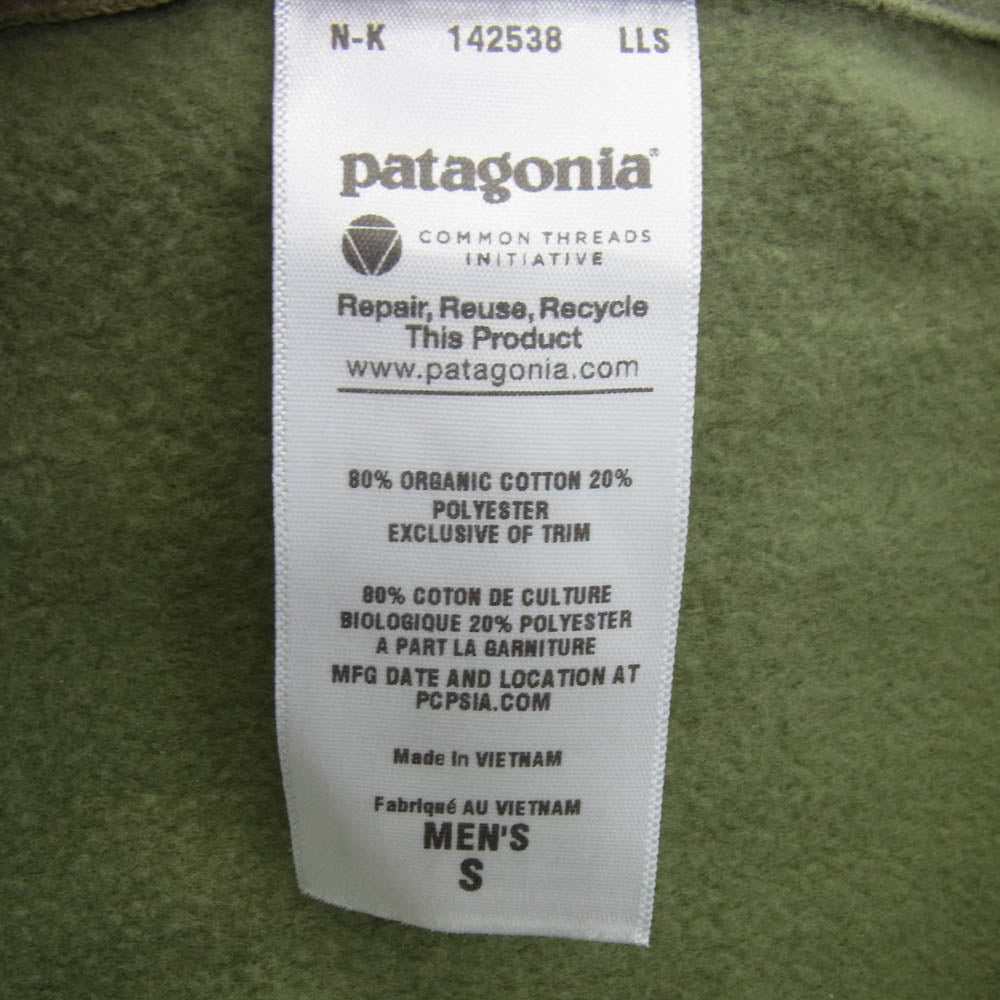 N-K 142538 LLS
patagonia®
COMMON THREADS
INITIATIVE
Repair, Reuse, Recycle
This Product
www.patagonia.com
80% ORGANIC COTTON 20%
POLYESTER
EXCLUSIVE OF TRIM
80% COTON DE CULTURE
BIOLOGIQUE 20% POLYESTER
A PART LA GARNITURE
MFG DATE AND LOCATION AT
PCPSIA.COM
Made in VIETNAM
Fabriqué AU VIETNAM
MEN'S
S